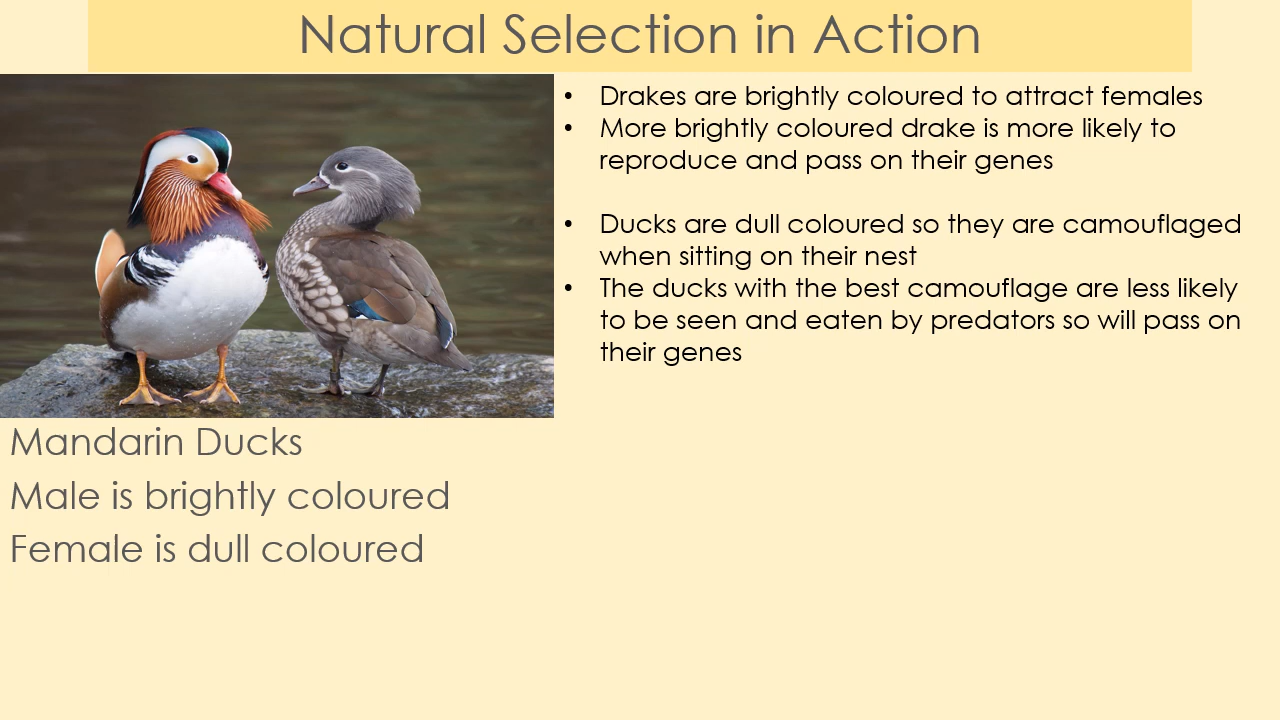 Natural Selection in Action
• Drakes are brightly coloured to attract females
• More brightly coloured drake is more likely to
reproduce and pass on their genes
• Ducks are dull coloured so they are camouflaged
when sitting on their nest
• The ducks with the best camouflage are less likely
to be seen and eaten by predators so will pass on
their genes
Mandarin Ducks
Male is brightly coloured
Female is dull coloured